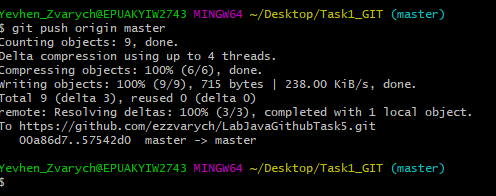 Yevhen_Zvarych@EPUAKYIW2743 MINGW64 ~/Desktop/Task1_GIT (master)
$ git push origin master
Counting objects: 9, done.
Delta compression using up to 4 threads.
Compressing objects: 100% (6/6), done.
Writing objects: 100% (9/9), 715 bytes | 238.00 KiB/s, done.
Total 9 (delta 3), reused 0 (delta 0)
remote: Resolving deltas: 100% (3/3), completed with 1 local object.
To https://github.com/ezzvarych/LabJavaGithubTask5.git
   00a86d7..57542d0  master -> master

Yevhen_Zvarych@EPUAKYIW2743 MINGW64 ~/Desktop/Task1_GIT (master)
$